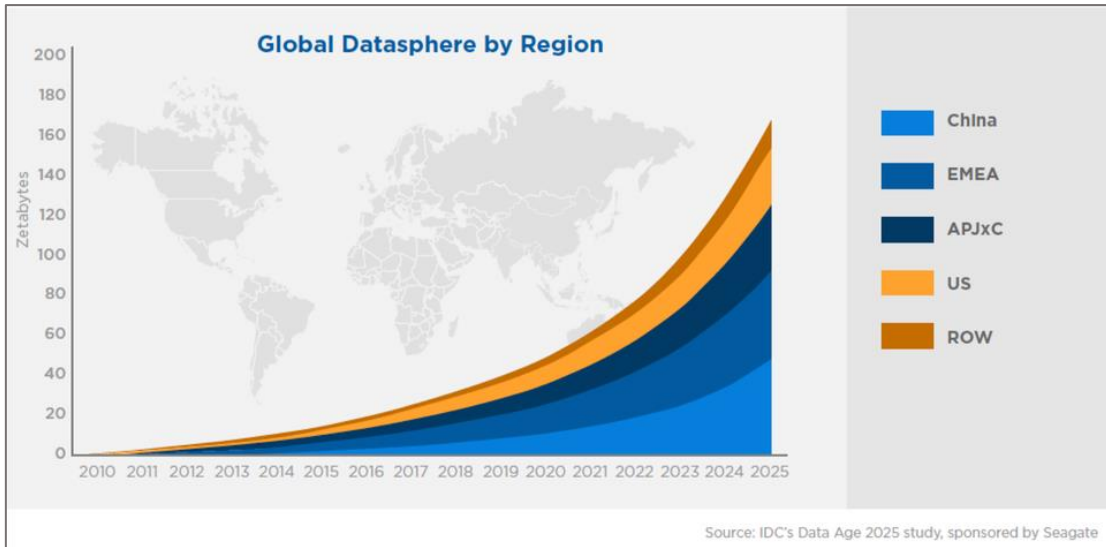 Global Datasphere by Region
200
180
160
140
120
100
80
60
40
20
0
Zetabytes
2010 2011 2012 2013 2014 2015 2016 2017 2018 2019 2020 2021 2022 2023 2024 2025
China
EMEA
APJxC
US
ROW
Source: IDC's Data Age 2025 study, sponsored by Seagate